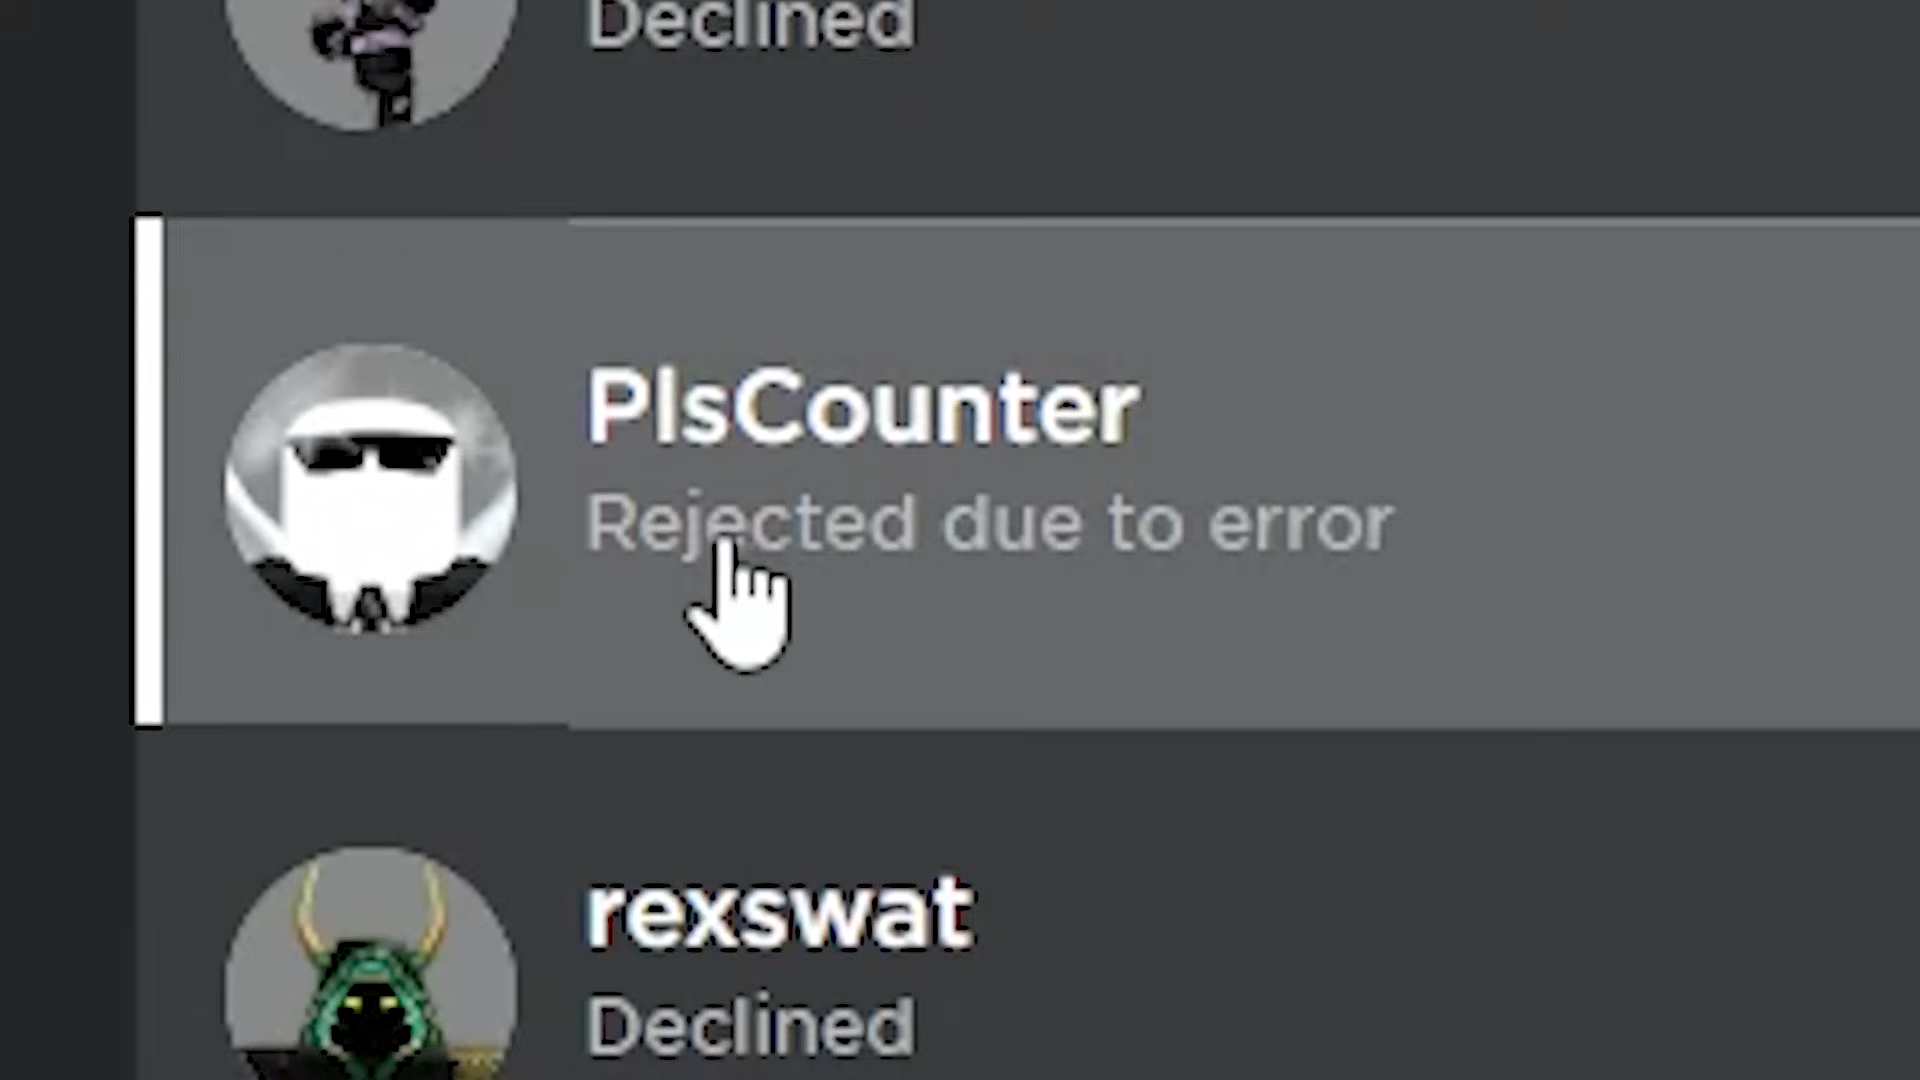 Declined
PlsCounter
Rejected due to error
rexswat
Declined